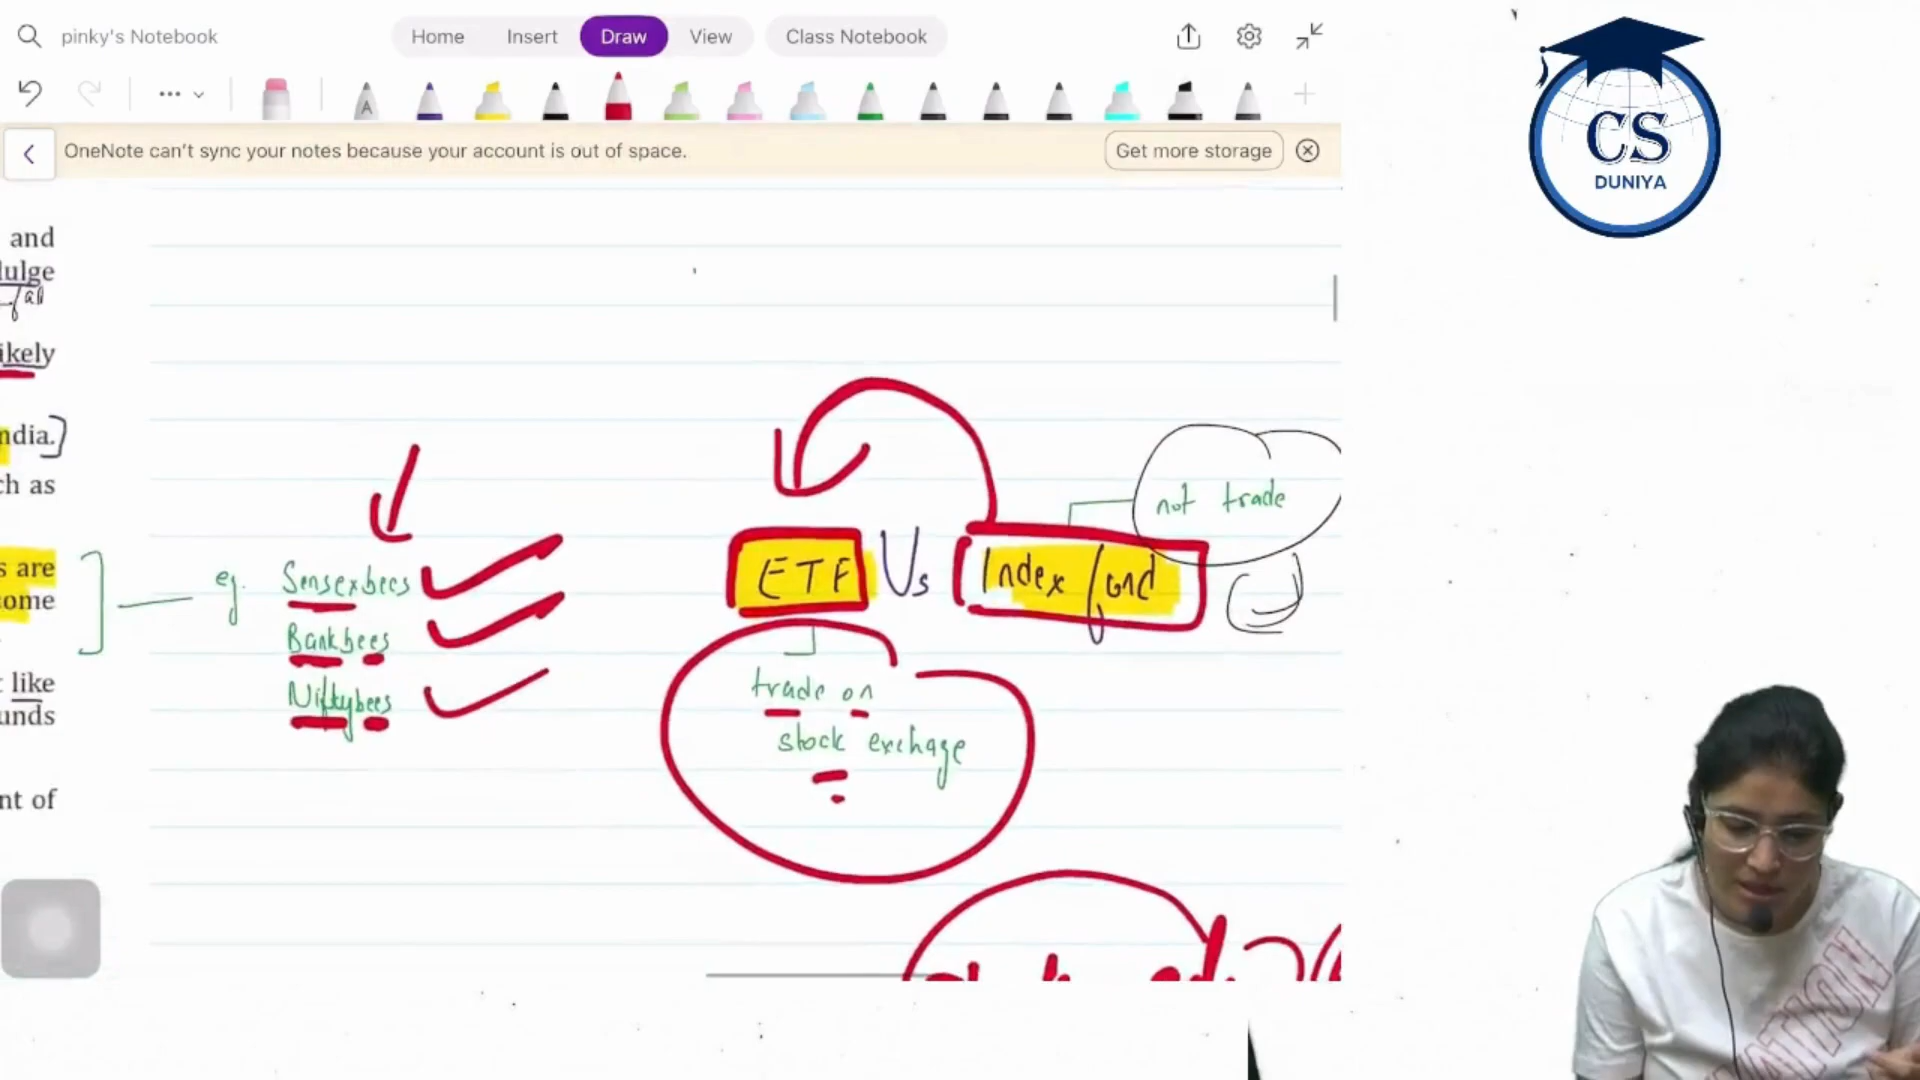 pinky's Notebook
Home Insert Draw View Class Notebook
A
OneNote can't sync your notes because your account is out of space.
Get more storage
CS
DUNIYA
and
lulge
ikely
ndia.]
ch as
s are
ome
like
unds
nt of
eg. Sensexbees
Bankbees
Niftybees
ETF Vs Index fund
not trade
trade on
stock exchage